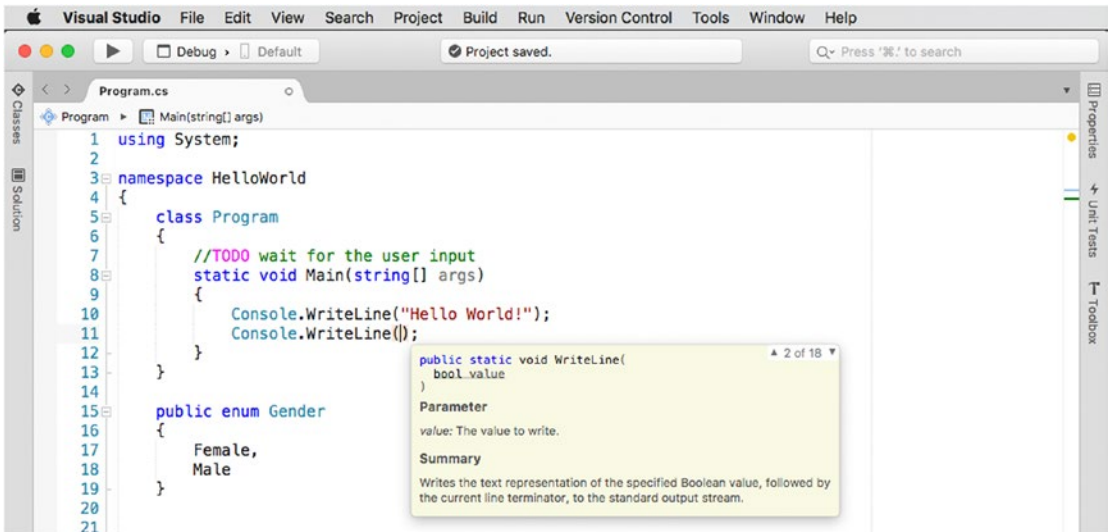 Visual Studio File Edit View Search Project Build Run Version Control Tools Window Help
Debug › Default
Project saved.
Press '⌘.' to search
Classes
Solution
< > Program.cs
Program ▸ Main(string[] args)
1 using System;
2
3 namespace HelloWorld
4 {
5 class Program
6 {
7 //TODO wait for the user input
8 static void Main(string[] args)
9 {
10 Console.WriteLine("Hello World!");
11 Console.WriteLine();
12 }
13 }
14
15 public enum Gender
16 {
17 Female,
18 Male
19 }
20
21
public static void WriteLine(
bool value
)
▲ 2 of 18 ▼
Parameter
value: The value to write.
Summary
Writes the text representation of the specified Boolean value, followed by
the current line terminator, to the standard output stream.
Properties
Unit Tests
Toolbox